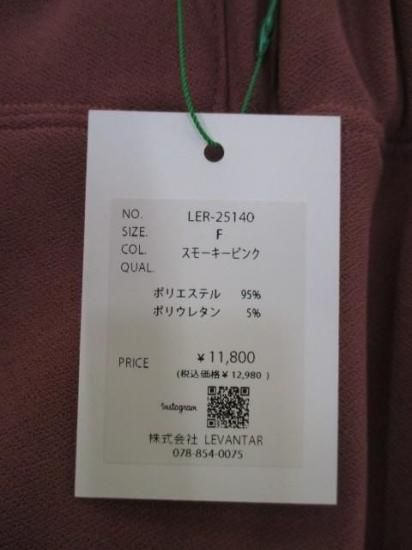 NO. LER-25140
SIZE. F
COL. スモーキーピンク
QUAL.
ポリエステル 95%
ポリウレタン 5%
PRICE ¥11,800
(税込価格¥12,980)
Instagram
株式会社 LEVANTAR
078-854-0075